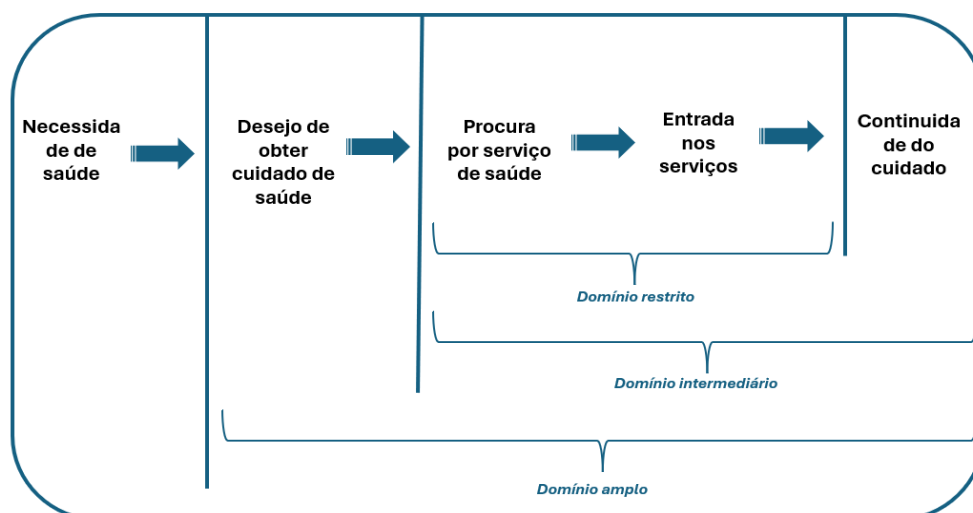 Necessida
de de
saúde
Desejo de
obter
cuidado de
saúde
Procura
por serviço
de saúde
Entrada
nos
serviços
Continuida
de do
cuidado
Domínio restrito
Domínio intermediário
Domínio amplo